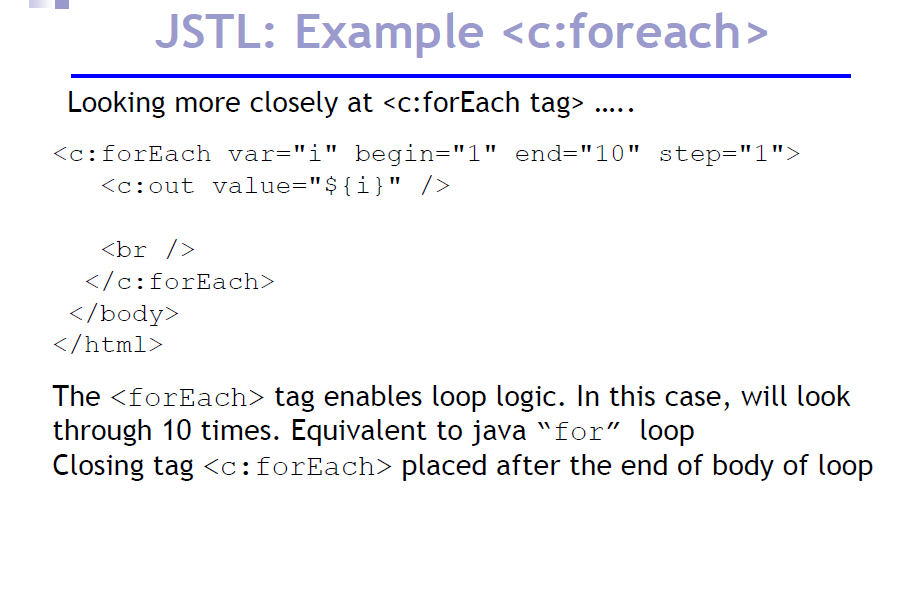 JSTL: Example <c:foreach>
Looking more closely at <c:forEach tag> …..
<c:forEach var="i" begin="1" end="10" step="1">
<c:out value="${i}" />
<br />
</c:forEach>
</body>
</html>
The <forEach> tag enables loop logic. In this case, will look
through 10 times. Equivalent to java “for” loop
Closing tag <c:forEach> placed after the end of body of loop